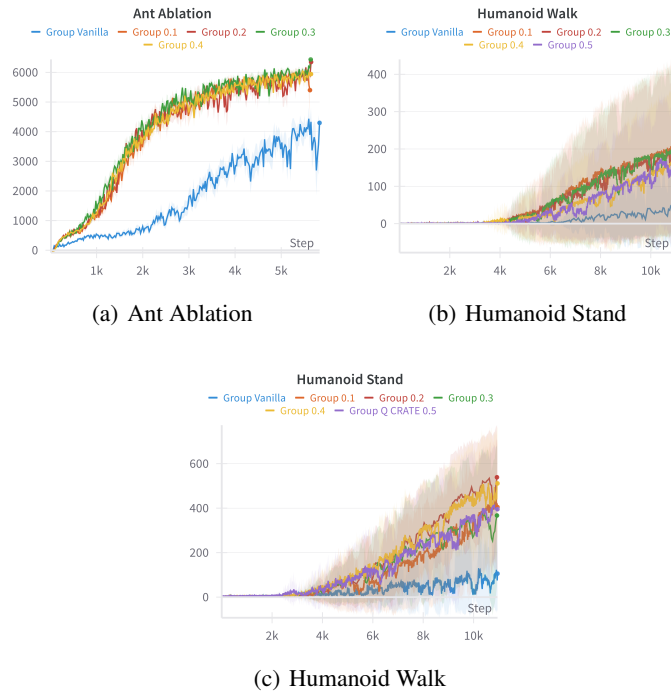 Ant Ablation
Group Vanilla Group 0.1 Group 0.2 Group 0.3
Group 0.4
6000
5000
4000
3000
2000
1000
0
Step
1k 2k 3k 4k 5k
(a) Ant Ablation
Humanoid Walk
Group Vanilla Group 0.1 Group 0.2 Group 0.3
Group 0.4 Group 0.5
400
300
200
100
0
Step
2k 4k 6k 8k 10k
(b) Humanoid Stand
Humanoid Stand
Group Vanilla Group 0.1 Group 0.2 Group 0.3
Group 0.4 Group Q CRATE 0.5
600
400
200
0
Step
2k 4k 6k 8k 10k
(c) Humanoid Walk